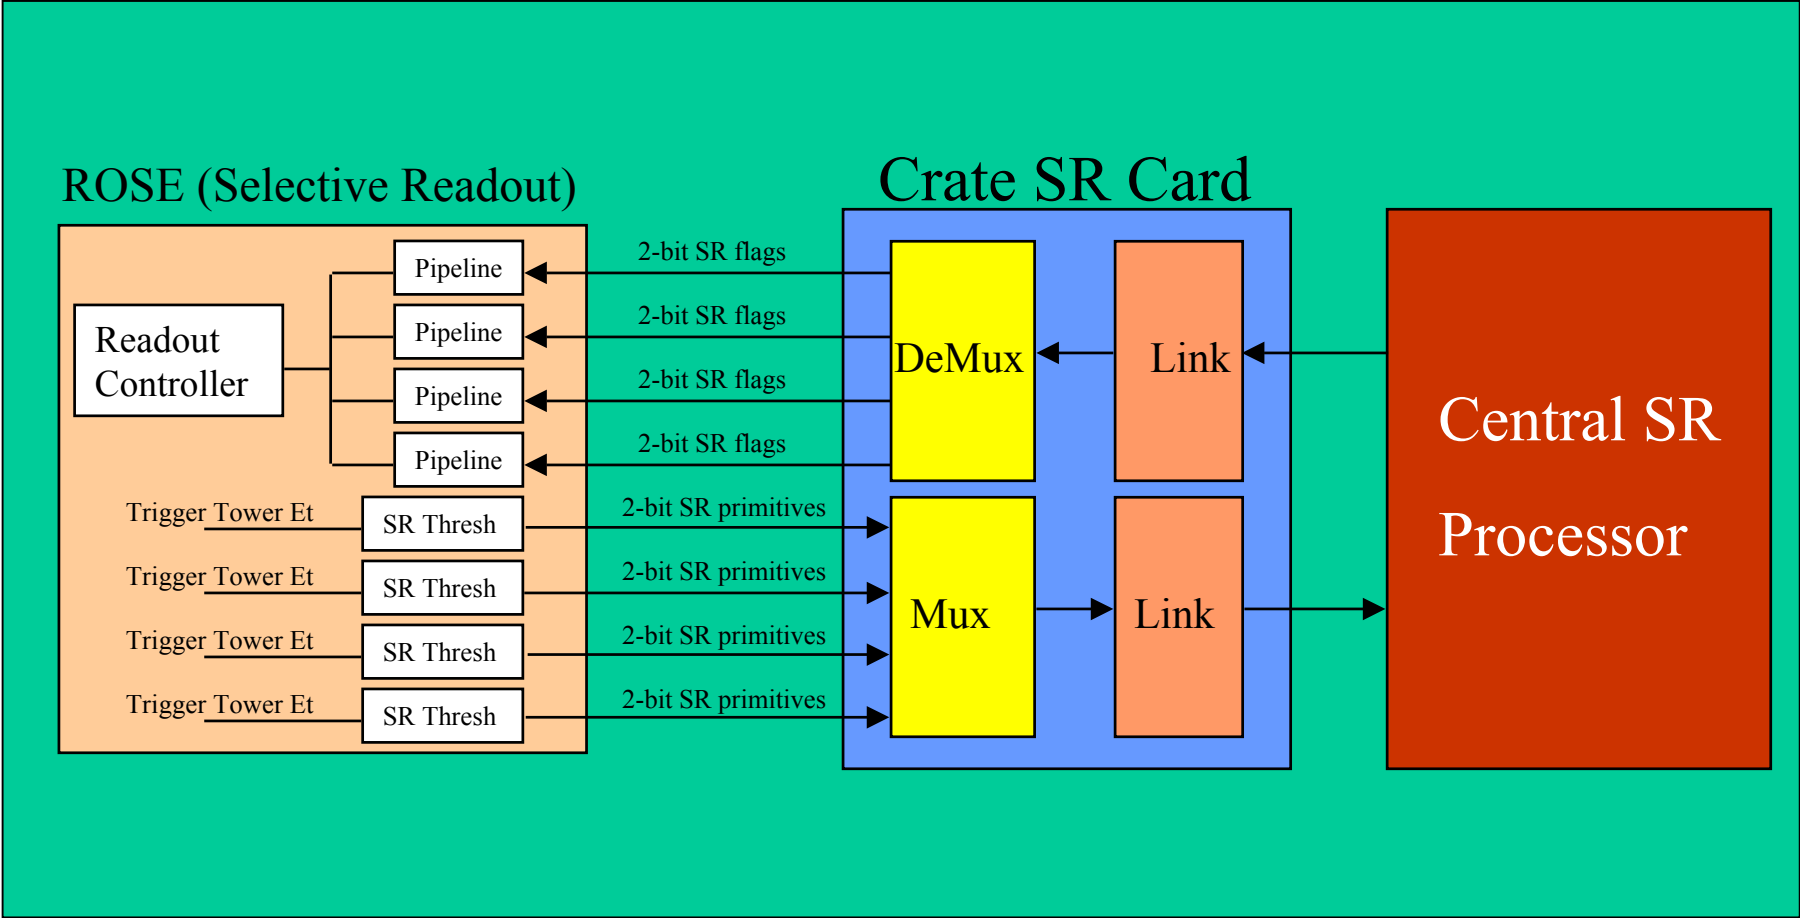 ROSE (Selective Readout)
Crate SR Card
Readout
Controller
Pipeline
Pipeline
Pipeline
Pipeline
2-bit SR flags
2-bit SR flags
2-bit SR flags
2-bit SR flags
DeMux
Link
Central SR
Processor
Trigger Tower Et
SR Thresh
2-bit SR primitives
Trigger Tower Et
SR Thresh
2-bit SR primitives
Trigger Tower Et
SR Thresh
2-bit SR primitives
Trigger Tower Et
SR Thresh
2-bit SR primitives
Mux
Link